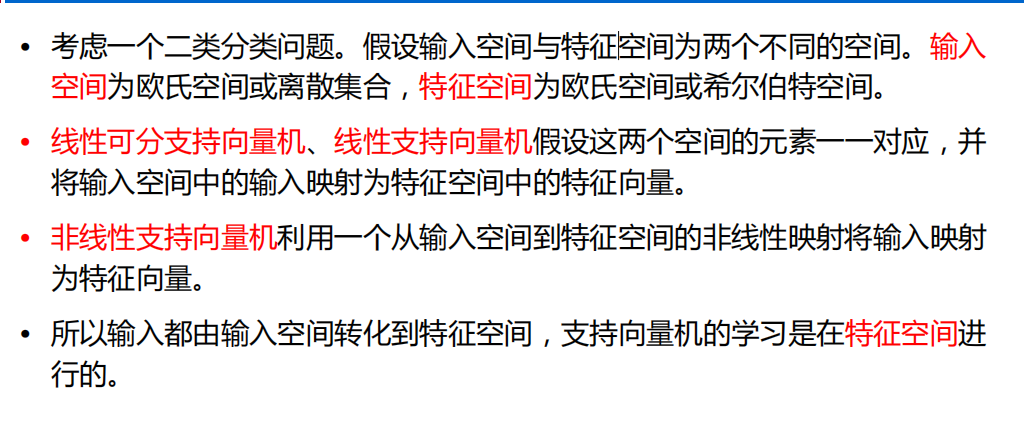 • 考虑一个二类分类问题。假设输入空间与特征空间为两个不同的空间。输入
空间为欧氏空间或离散集合，特征空间为欧氏空间或希尔伯特空间。
• 线性可分支持向量机、线性支持向量机假设这两个空间的元素一一对应，并
将输入空间中的输入映射为特征空间中的特征向量。
• 非线性支持向量机利用一个从输入空间到特征空间的非线性映射将输入映射
为特征向量。
• 所以输入都由输入空间转化到特征空间，支持向量机的学习是在特征空间进
行的。